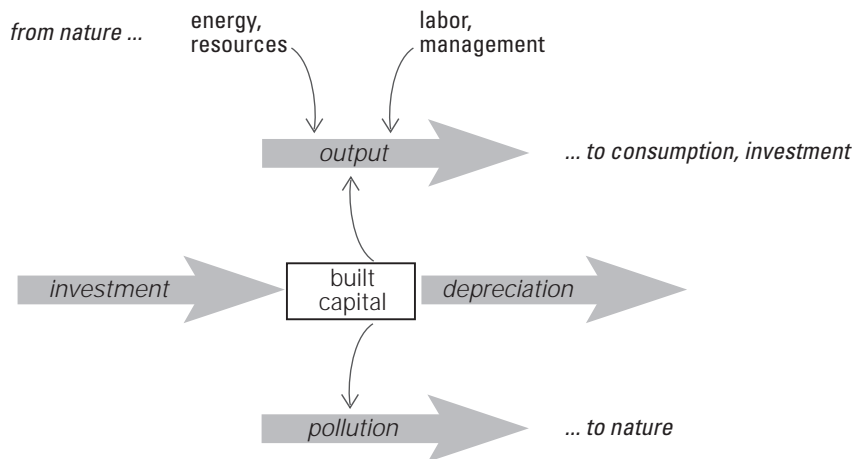 from nature ...
energy,
resources
labor,
management
output
... to consumption, investment
investment
built
capital
depreciation
pollution
... to nature